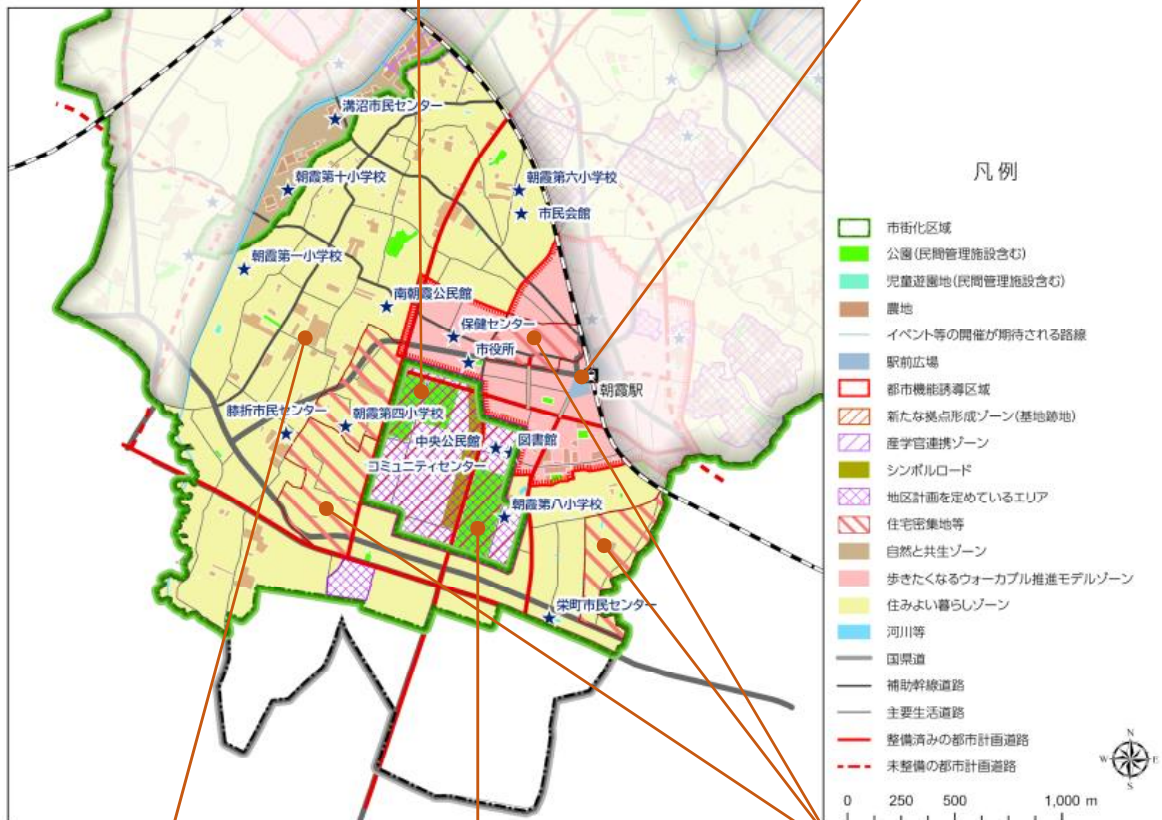 溝沼市民センター
朝霞第十小学校
朝霞第六小学校
市民会館
朝霞第一小学校
南朝霞公民館
保健センター
市役所
朝霞駅
膝折市民センター
朝霞第四小学校
中央公民館
図書館
コミュニティセンター
朝霞第八小学校
栄町市民センター
凡例
市街化区域
公園(民間管理施設含む)
児童遊園地(民間管理施設含む)
農地
イベント等の開催が期待される路線
駅前広場
都市機能誘導区域
新たな拠点形成ゾーン(基地跡地)
産学官連携ゾーン
シンボルロード
地区計画を定めているエリア
住宅密集地等
自然と共生ゾーン
歩きたくなるウォーカブル推進モデルゾーン
住みよい暮らしゾーン
河川等
国県道
補助幹線道路
主要生活道路
整備済みの都市計画道路
未整備の都市計画道路
N
W E
S
0 250 500 1,000 m